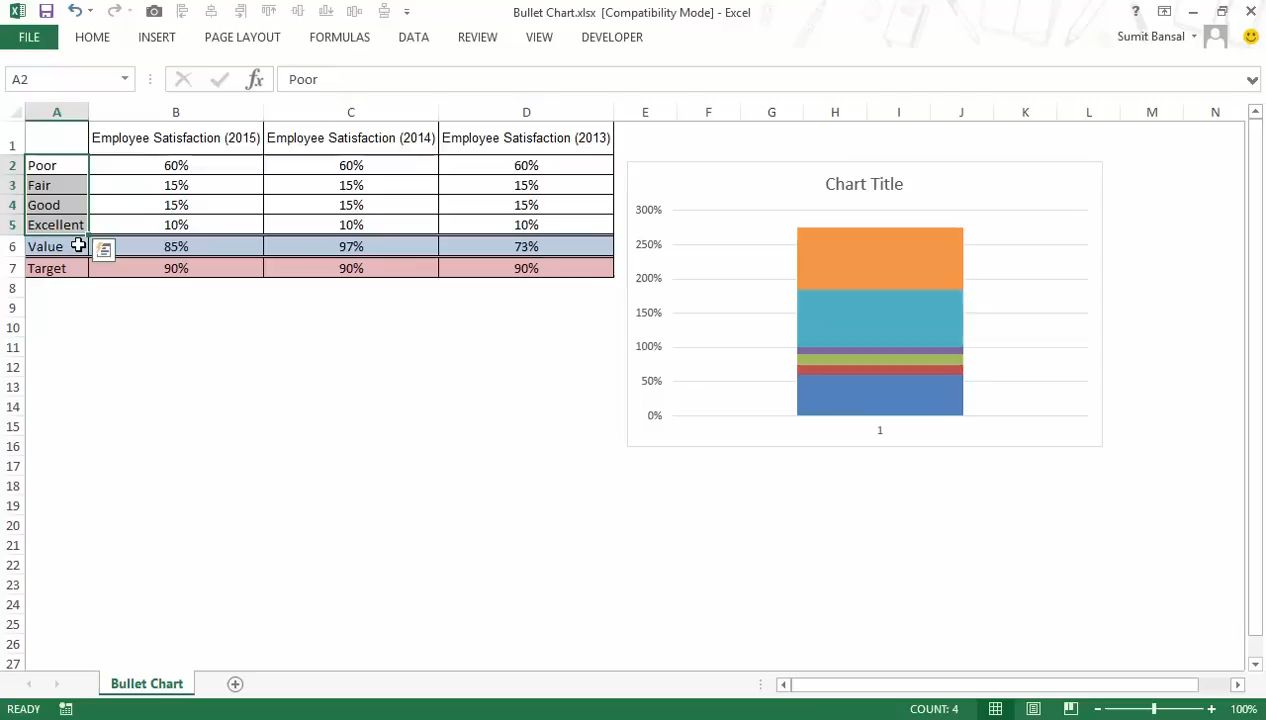 Bullet Chart.xlsx [Compatibility Mode] - Excel
?
FILE HOME INSERT PAGE LAYOUT FORMULAS DATA REVIEW VIEW DEVELOPER Sumit Bansal
A2 fx Poor
A B C D E F G H I J K L M N
1 Employee Satisfaction (2015) Employee Satisfaction (2014) Employee Satisfaction (2013)
2 Poor 60% 60% 60%
3 Fair 15% 15% 15%
4 Good 15% 15% 15%
5 Excellent 10% 10% 10%
6 Value 85% 97% 73%
7 Target 90% 90% 90%
8
9
10
11
12
13
14
15
16
17
18
19
20
21
22
23
24
25
26
27
Chart Title
300%
250%
200%
150%
100%
50%
0%
1
Bullet Chart
READY COUNT: 4 100%